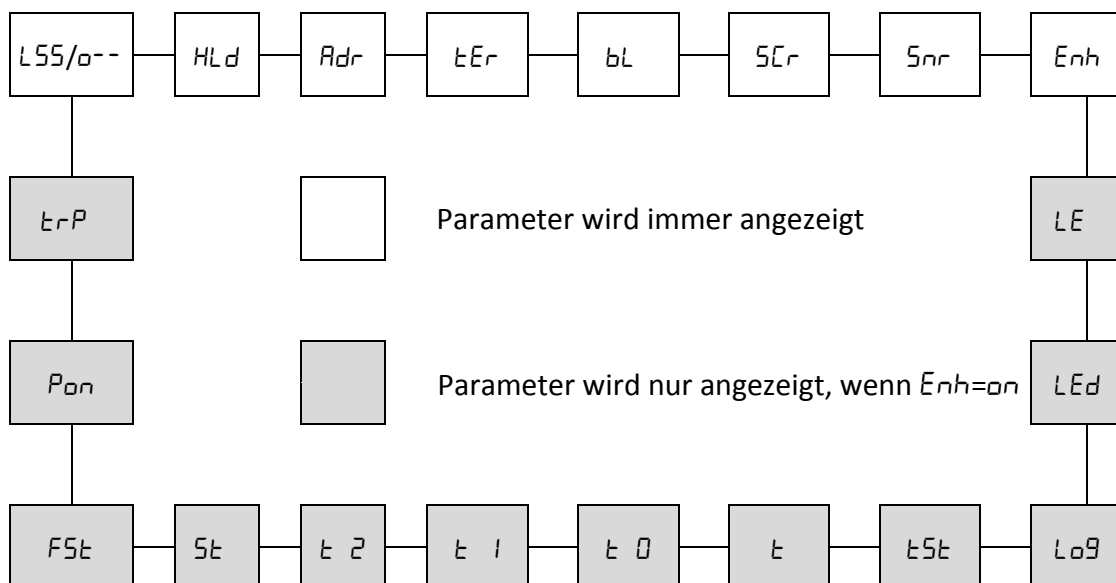 LSS/o-- HLd Adr tEr bL SCr Snr Enh
trP Parameter wird immer angezeigt LE
Pon Parameter wird nur angezeigt, wenn Enh=on LEd
FSt St t 2 t 1 t 0 t tSt Log